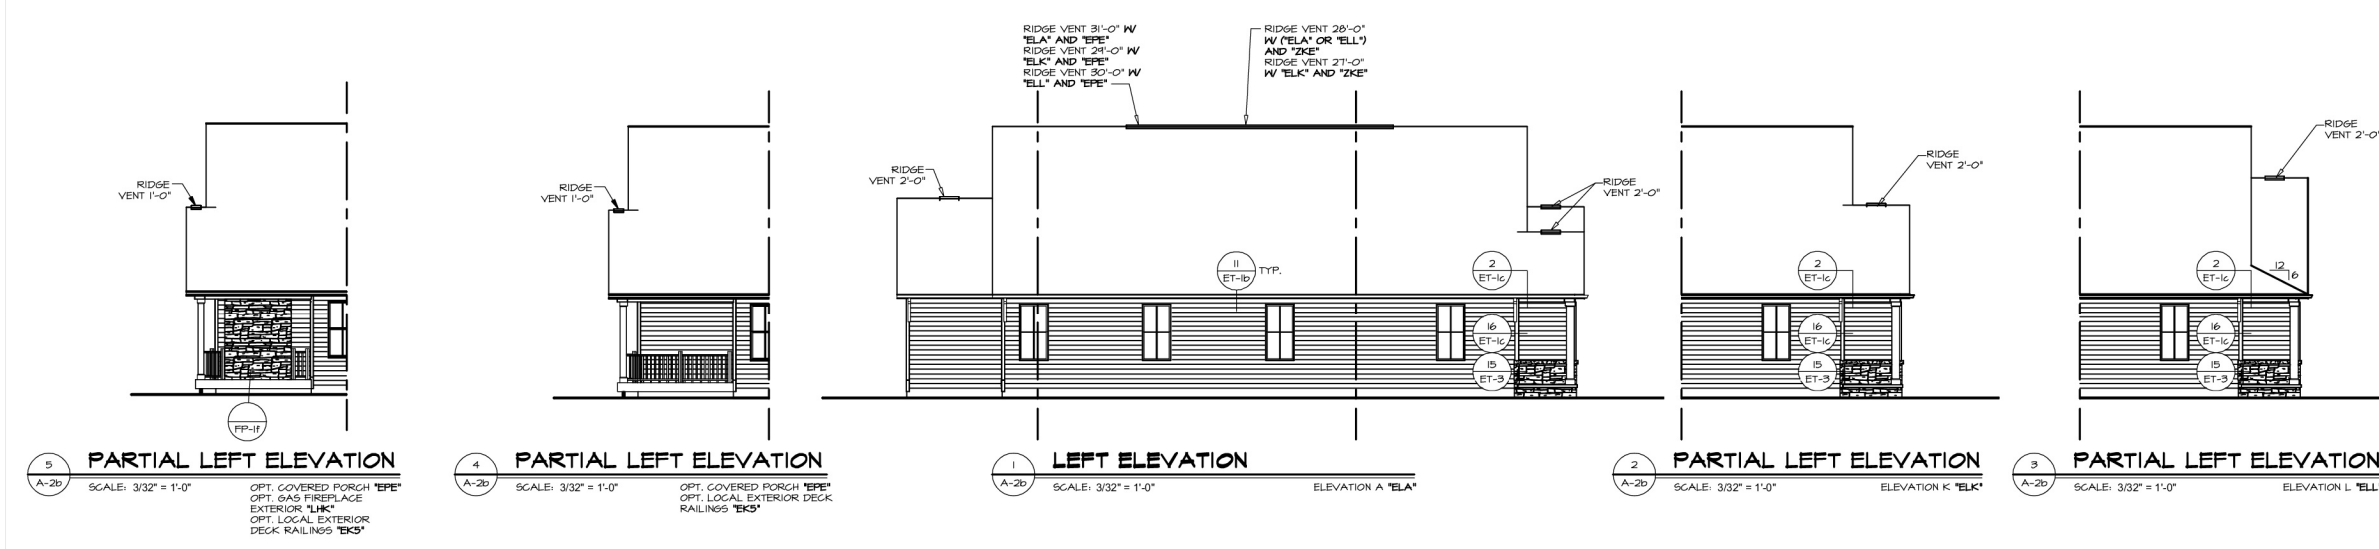 RIDGE VENT 31'-0" W/
"ELA" AND "EPE"
RIDGE VENT 29'-0" W/
"ELK" AND "EPE"
RIDGE VENT 30'-0" W/
"ELL" AND "EPE"
RIDGE VENT 28'-0"
W/ ("ELA" OR "ELL")
AND "ZKE"
RIDGE VENT 27'-0"
W/ "ELK" AND "ZKE"
RIDGE
VENT 1'-0"
FP-1f
5
A-2b
PARTIAL LEFT ELEVATION
SCALE: 3/32" = 1'-0"
OPT. COVERED PORCH "EPE"
OPT. GAS FIREPLACE
EXTERIOR "LHK"
OPT. LOCAL EXTERIOR
DECK RAILINGS "EK5"
RIDGE
VENT 1'-0"
4
A-2b
PARTIAL LEFT ELEVATION
SCALE: 3/32" = 1'-0"
OPT. COVERED PORCH "EPE"
OPT. LOCAL EXTERIOR DECK
RAILINGS "EK5"
RIDGE
VENT 2'-0"
RIDGE
VENT 2'-0"
11
ET-1b
TYP.
2
ET-1c
16
ET-1c
15
ET-3
1
A-2b
LEFT ELEVATION
SCALE: 3/32" = 1'-0"
ELEVATION A "ELA"
RIDGE
VENT 2'-0"
2
ET-1c
16
ET-1c
15
ET-3
2
A-2b
PARTIAL LEFT ELEVATION
SCALE: 3/32" = 1'-0"
ELEVATION K "ELK"
RIDGE
VENT 2'-0"
12
6
2
ET-1c
16
ET-1c
15
ET-3
3
A-2b
PARTIAL LEFT ELEVATION
SCALE: 3/32" = 1'-0"
ELEVATION L "ELL